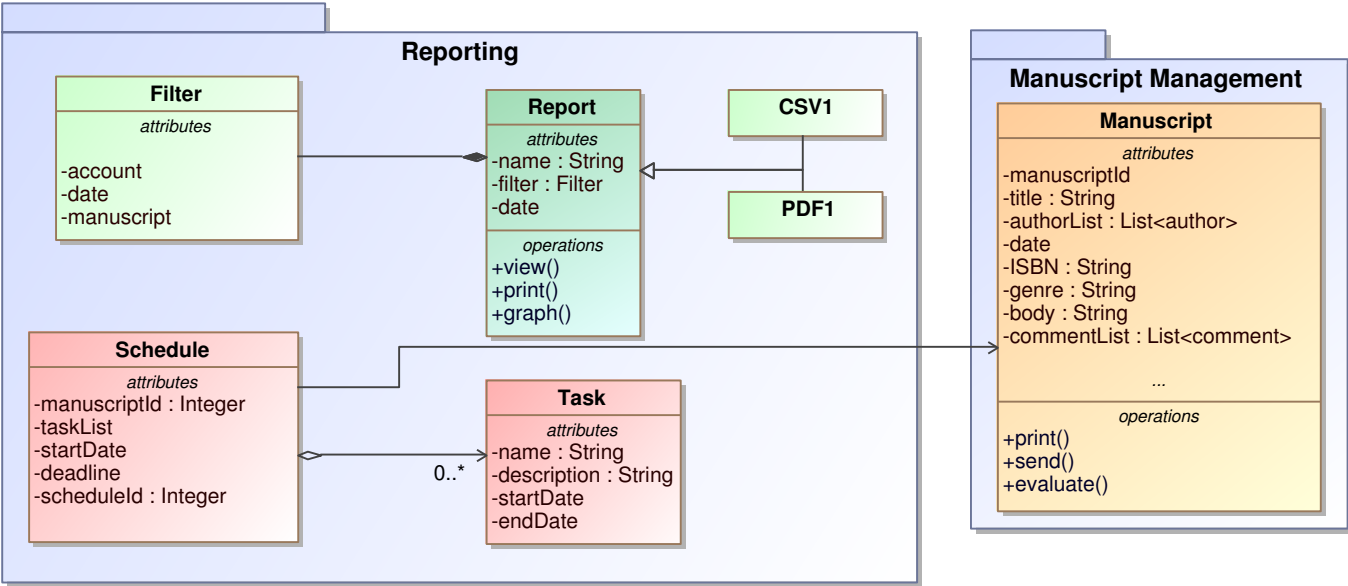 Reporting
Filter
attributes
-account
-date
-manuscript
Report
attributes
-name : String
-filter : Filter
-date
operations
+view()
+print()
+graph()
CSV1
PDF1
Schedule
attributes
-manuscriptId : Integer
-taskList
-startDate
-deadline
-scheduleId : Integer
0..*
Task
attributes
-name : String
-description : String
-startDate
-endDate
Manuscript Management
Manuscript
attributes
-manuscriptId
-title : String
-authorList : List<author>
-date
-ISBN : String
-genre : String
-body : String
-commentList : List<comment>
...
operations
+print()
+send()
+evaluate()